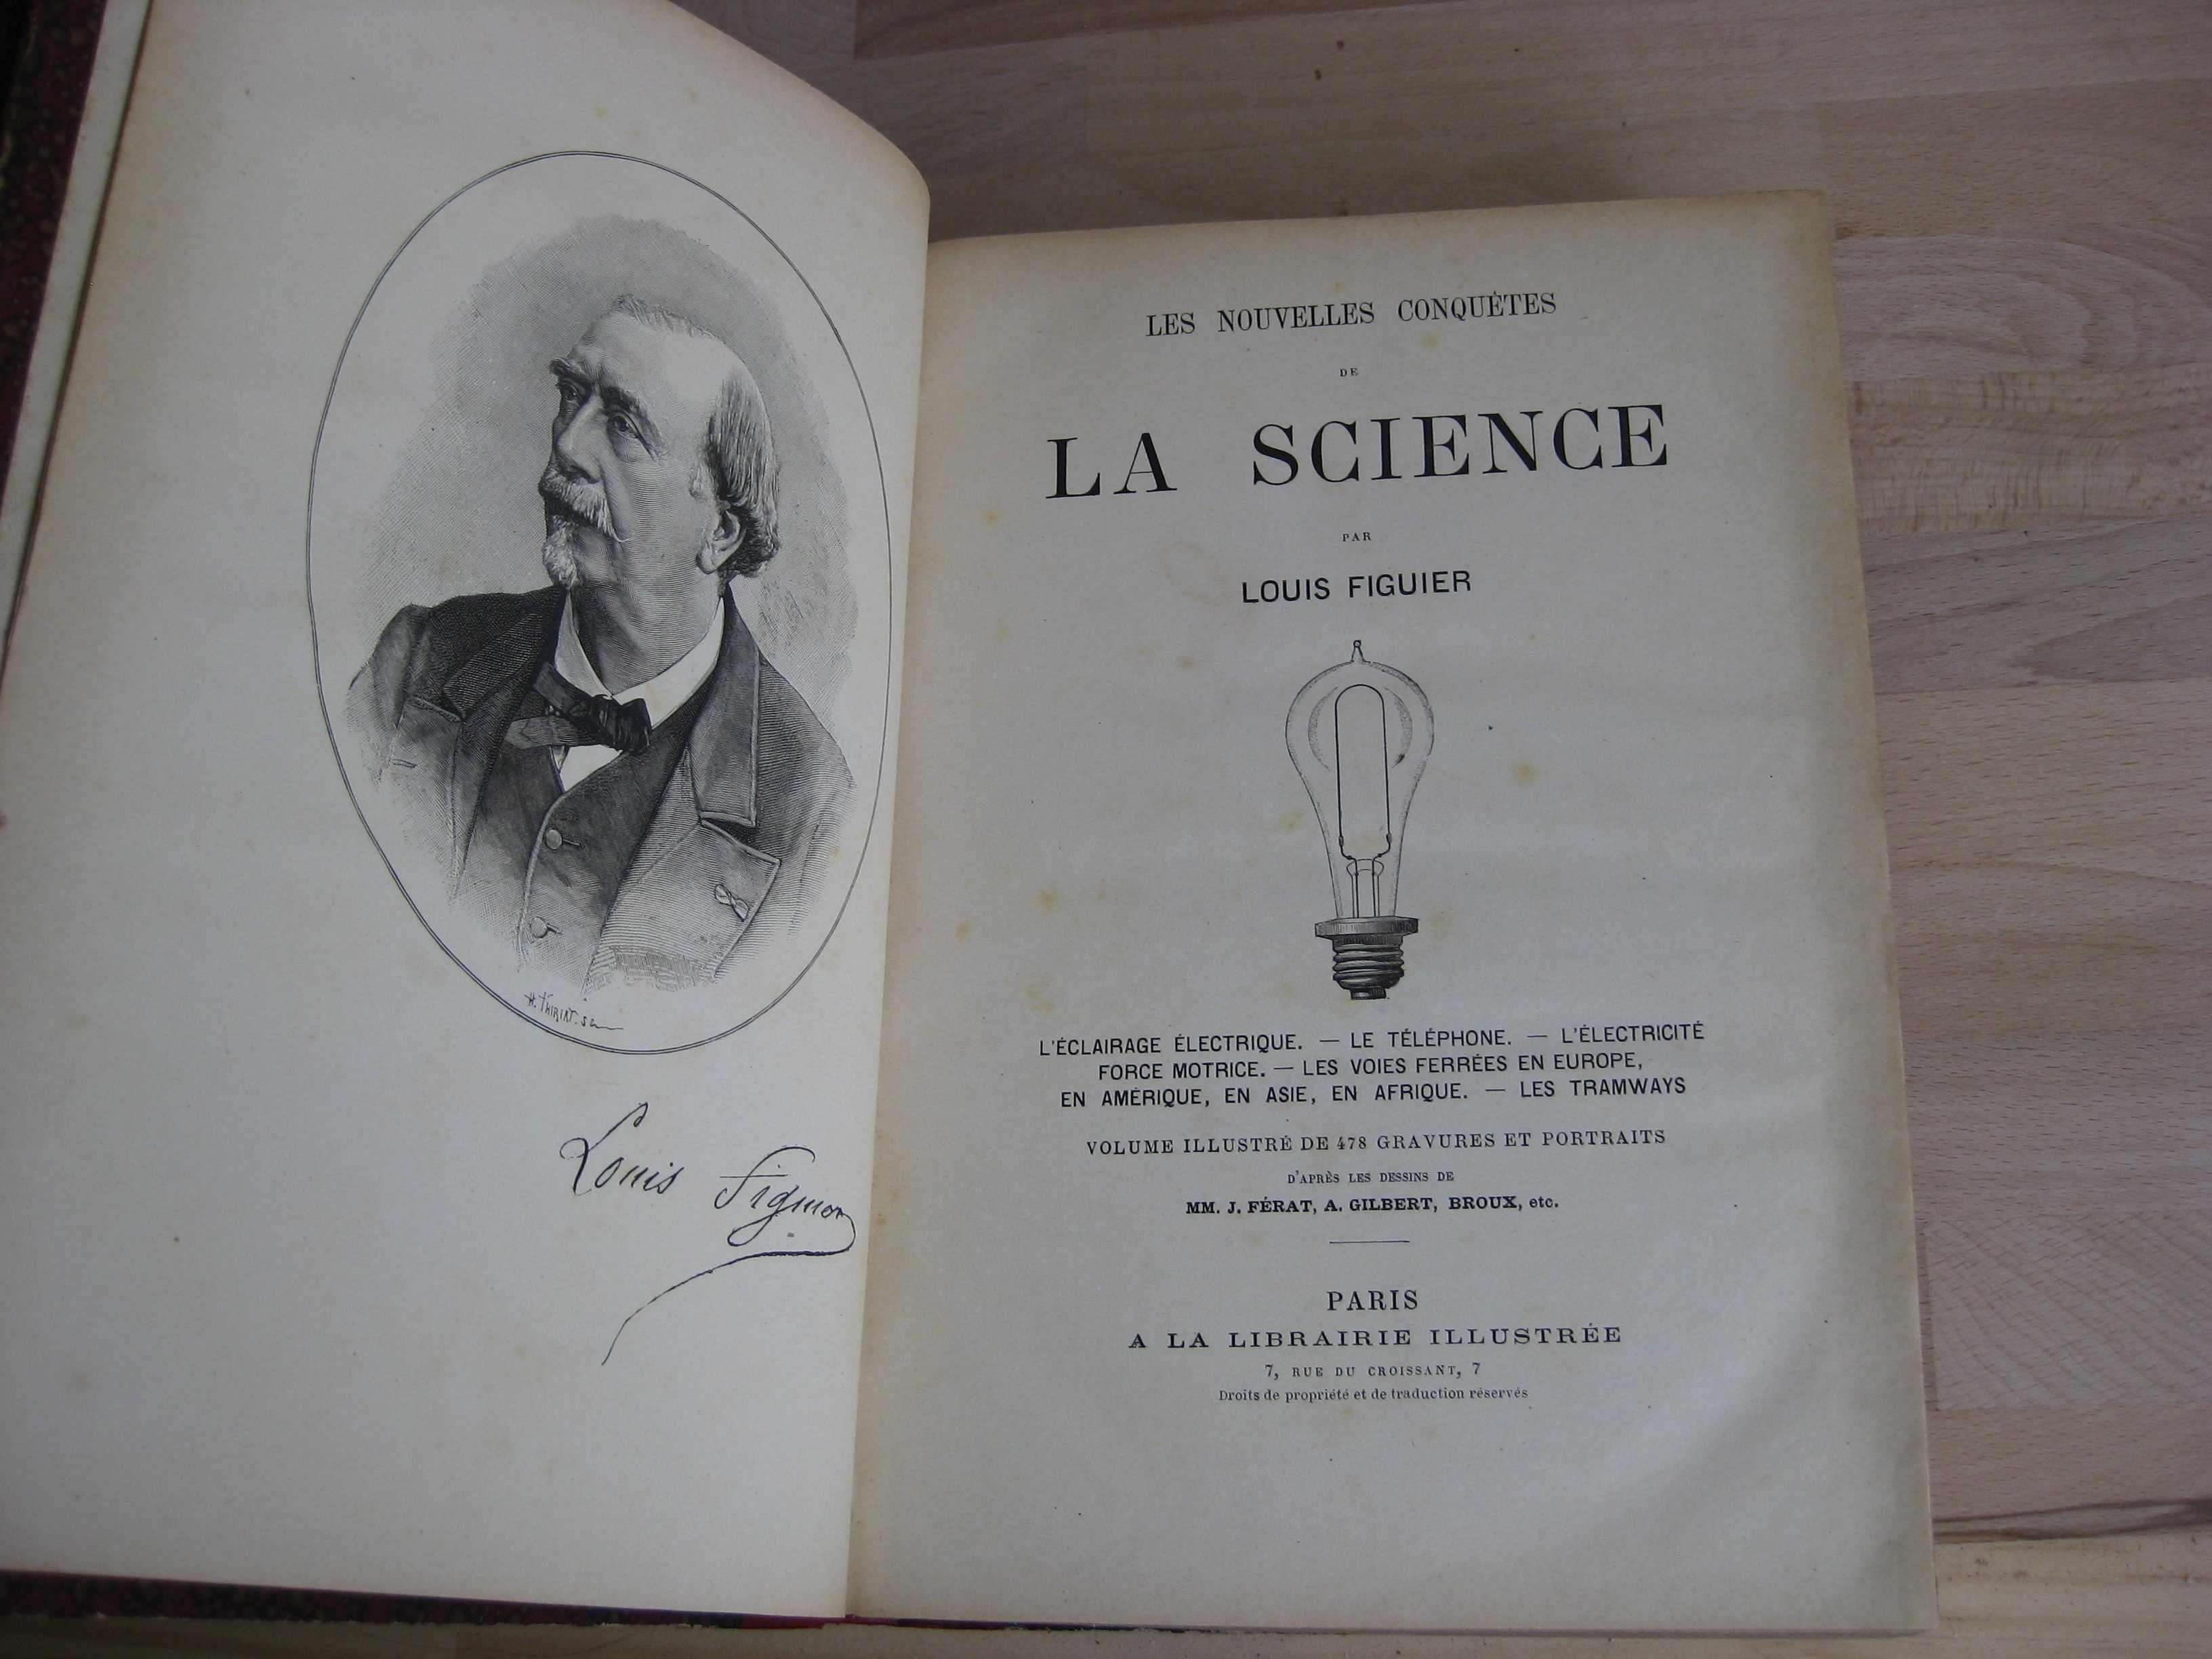 H. THIRIAT. Sc
Louis Figuier
LES NOUVELLES CONQUÊTES
DE
LA SCIENCE
PAR
LOUIS FIGUIER
L'ÉCLAIRAGE ÉLECTRIQUE. — LE TÉLÉPHONE. — L'ÉLECTRICITÉ
FORCE MOTRICE. — LES VOIES FERRÉES EN EUROPE,
EN AMÉRIQUE, EN ASIE, EN AFRIQUE. — LES TRAMWAYS
VOLUME ILLUSTRÉ DE 478 GRAVURES ET PORTRAITS
D'APRÈS LES DESSINS DE
MM. J. FÉRAT, A. GILBERT, BROUX, etc.
PARIS
A LA LIBRAIRIE ILLUSTRÉE
7, RUE DU CROISSANT, 7
Droits de propriété et de traduction réservés